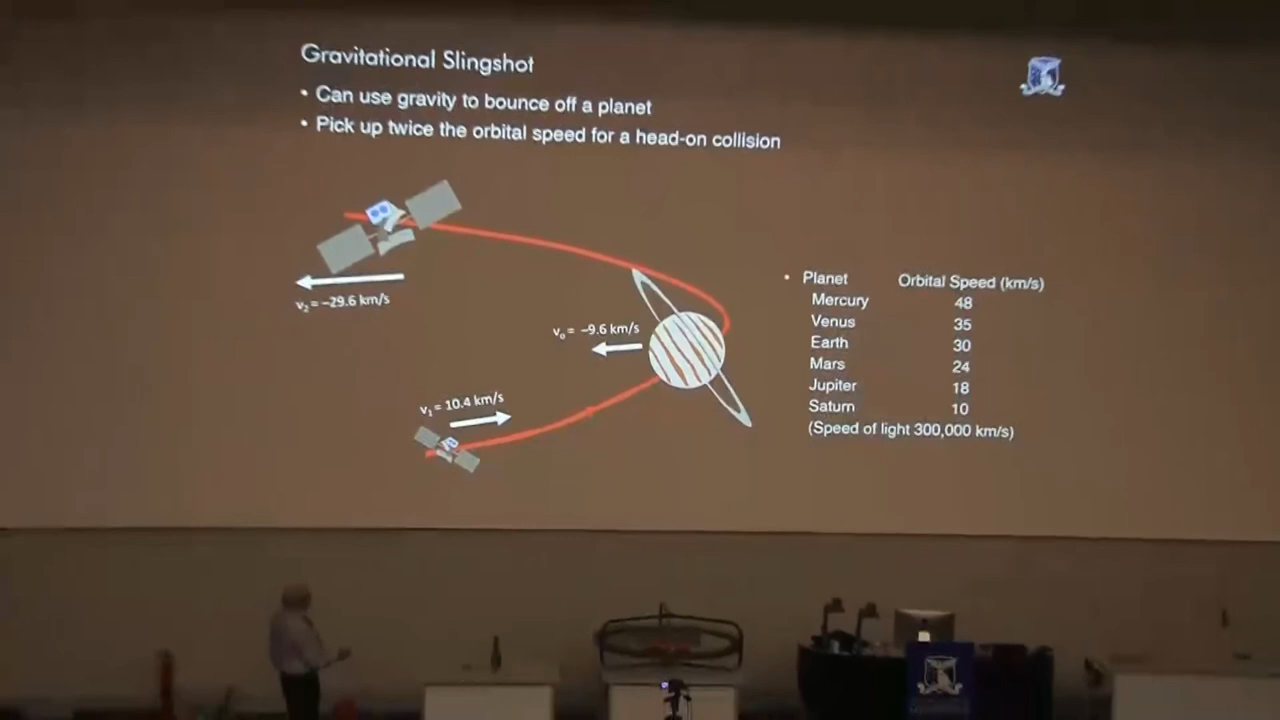 Gravitational Slingshot
• Can use gravity to bounce off a planet
• Pick up twice the orbital speed for a head-on collision
v₂ = −29.6 km/s
vₒ = −9.6 km/s
v₁ = 10.4 km/s
• Planet Orbital Speed (km/s)
Mercury 48
Venus 35
Earth 30
Mars 24
Jupiter 18
Saturn 10
(Speed of light 300,000 km/s)